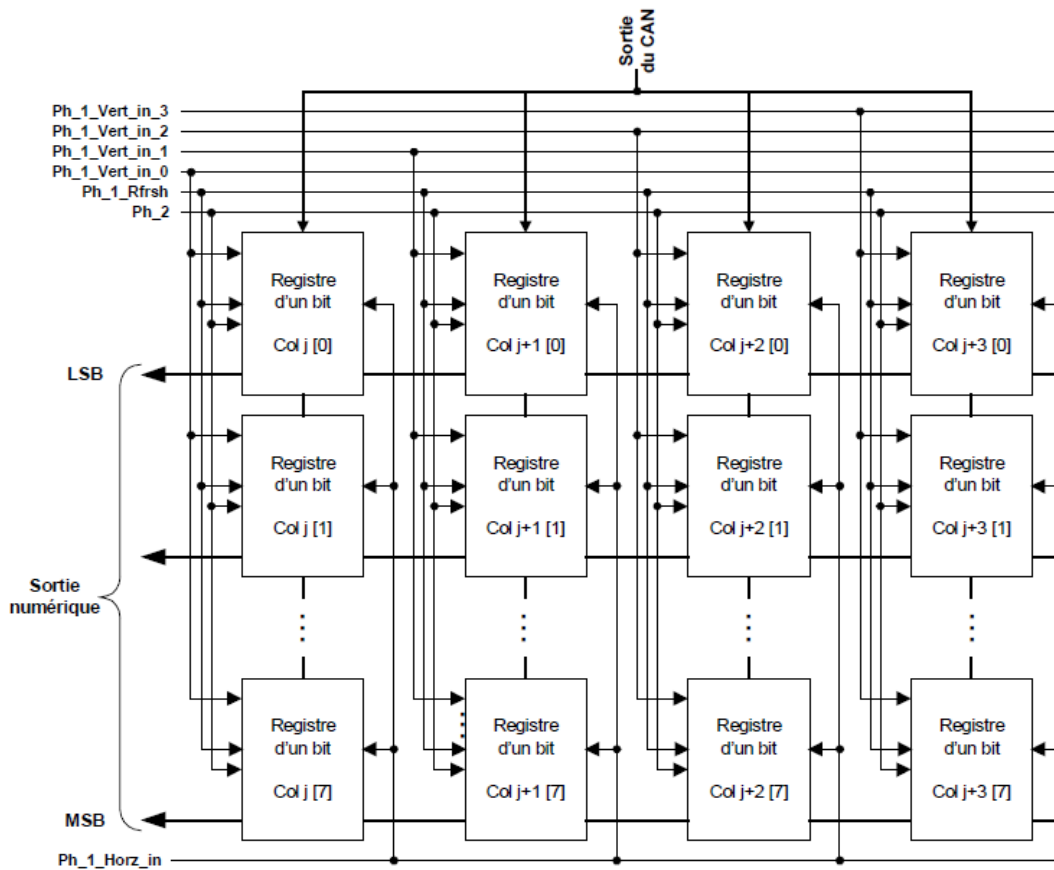 Sortie
du CAN
Ph_1_Vert_in_3
Ph_1_Vert_in_2
Ph_1_Vert_in_1
Ph_1_Vert_in_0
Ph_1_Rfrsh
Ph_2
Registre
d'un bit
Col j [0]
Registre
d'un bit
Col j+1 [0]
Registre
d'un bit
Col j+2 [0]
Registre
d'un bit
Col j+3 [0]
LSB
Registre
d'un bit
Col j [1]
Registre
d'un bit
Col j+1 [1]
Registre
d'un bit
Col j+2 [1]
Registre
d'un bit
Col j+3 [1]
Sortie
numérique
Registre
d'un bit
Col j [7]
Registre
d'un bit
Col j+1 [7]
Registre
d'un bit
Col j+2 [7]
Registre
d'un bit
Col j+3 [7]
MSB
Ph_1_Horz_in